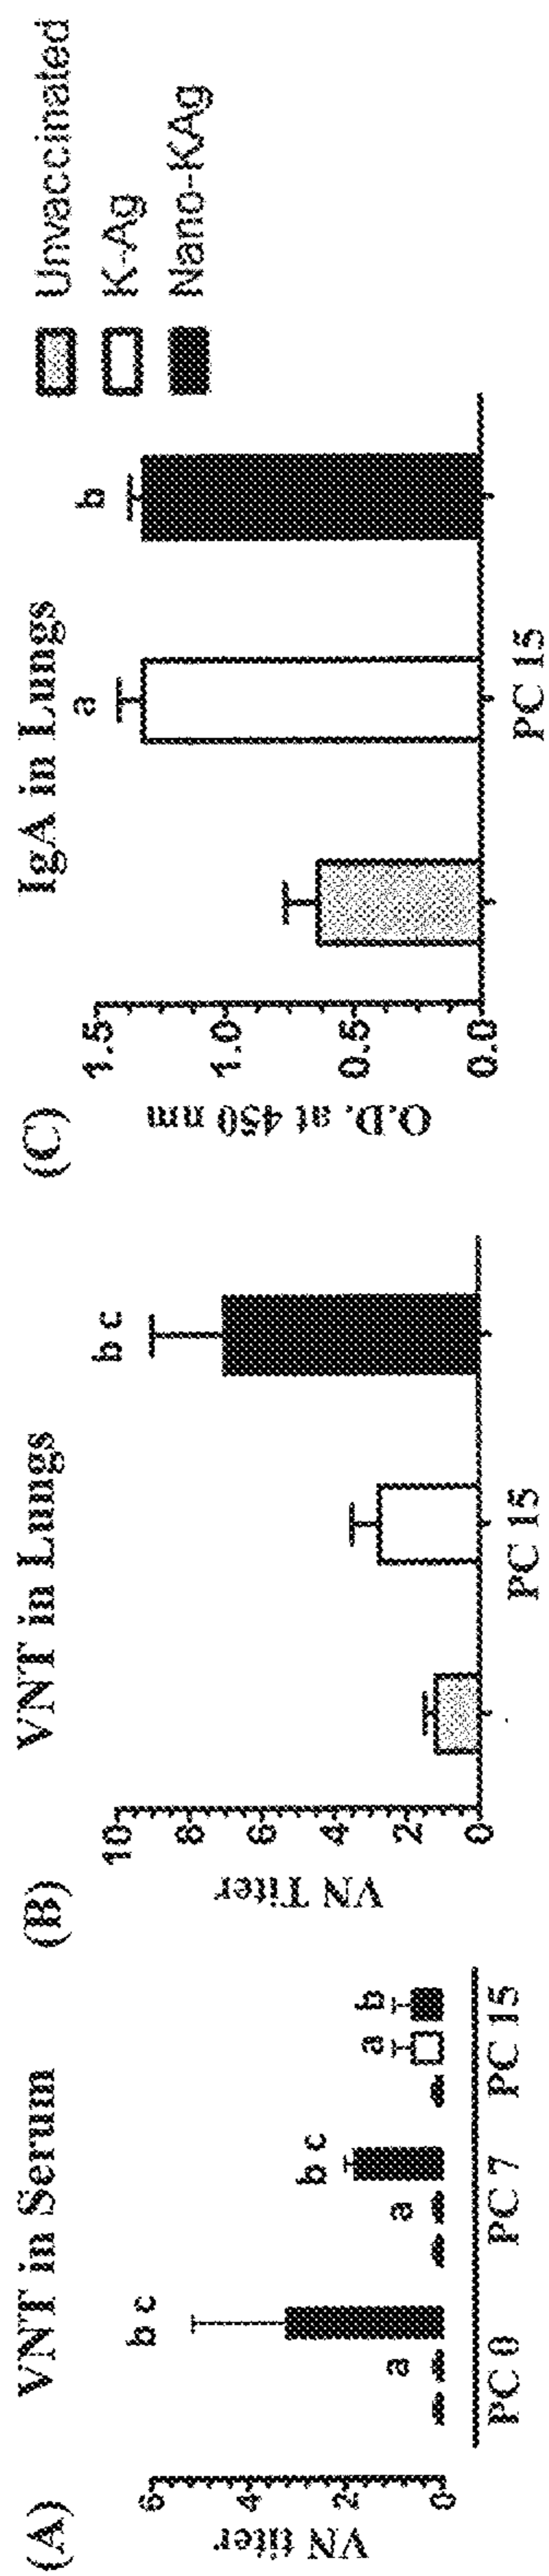 (A) VNT in Serum
VN titer
6
4
2
0
b c
a
b c
a
a
b
PC 0 PC 7 PC 15
(B) VNT in Lungs
VN Titer
10
8
6
4
2
0
b c
PC 15
(C) IgA in Lungs
O.D. at 450 nm
1.5
1.0
0.5
0.0
a
b
PC 15
Unvaccinated
K-Ag
Nano-KAg